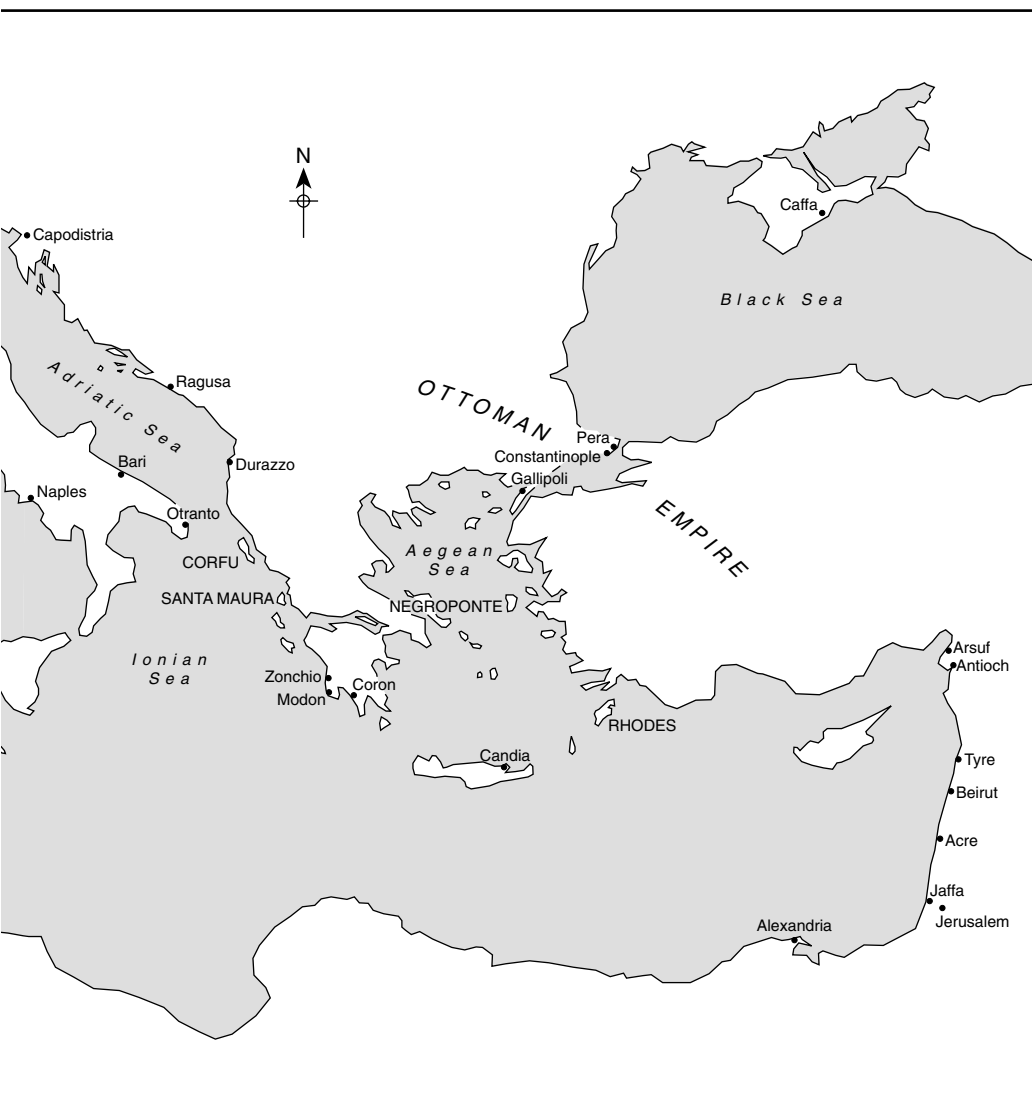 N
Caffa
Capodistria
Black Sea
Ragusa
Adriatic Sea
OTTOMAN
Pera
Constantinople
Bari
Durazzo
Gallipoli
Naples
Otranto
EMPIRE
Aegean
Sea
CORFU
SANTA MAURA
NEGROPONTE
Arsuf
Antioch
Ionian
Sea
Zonchio
Coron
Modon
RHODES
Candia
Tyre
Beirut
Acre
Jaffa
Jerusalem
Alexandria